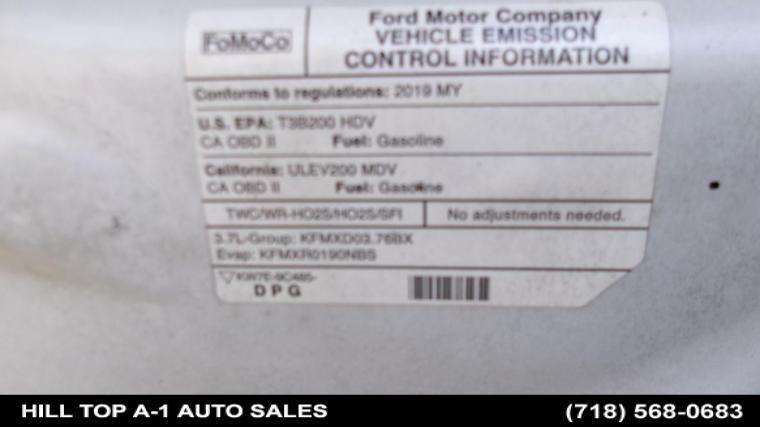 FoMoCo
Ford Motor Company
VEHICLE EMISSION
CONTROL INFORMATION
Conforms to regulations: 2019 MY
U.S. EPA: T3B200 HDV
CA OBD II Fuel: Gasoline
California: ULEV200 MDV
CA OBD II Fuel: Gasoline
TWC/WR-HO2S/HO2S/SFI No adjustments needed.
3.7L-Group: KFMXD03.76BX
Evap: KFMXR0190NBS
DPG
HILL TOP A-1 AUTO SALES (718) 568-0683